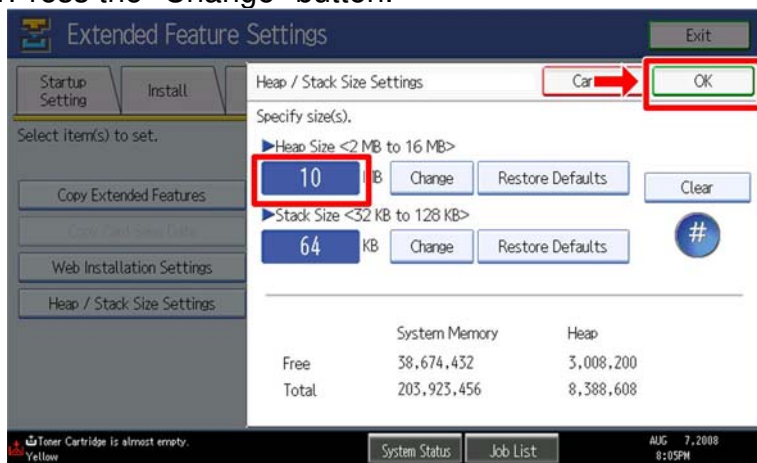 Press the "Change" button.
Extended Feature Settings
Exit
Startup
Setting
Install
Select item(s) to set.
Copy Extended Features
Copy Card Save Data
Web Installation Settings
Heap / Stack Size Settings
Heap / Stack Size Settings
OK
Specify size(s).
▶Heap Size <2 MB to 16 MB>
10 Change Restore Defaults
Clear
▶Stack Size <32 KB to 128 KB>
64 KB Change Restore Defaults
#
System Memory Heap
Free 38,674,432 3,008,200
Total 203,923,456 8,388,608
Toner Cartridge is almost empty.
Yellow
System Status
Job List
AUG 7,2008
8:05PM